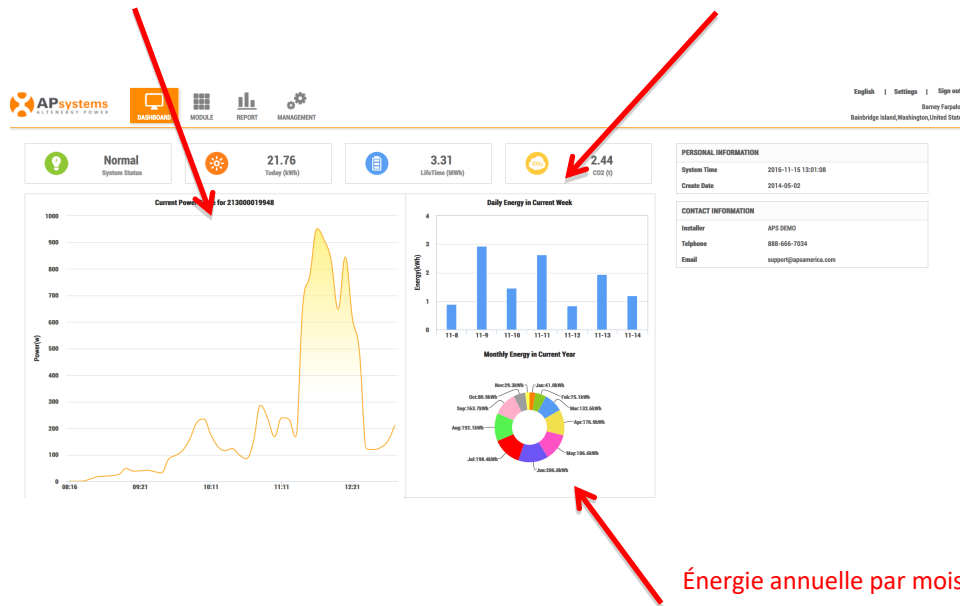 English | Settings | Sign out
Barney Farpalo
Bainbridge Island,Washington,United State
APsystems
ALTENERGY POWER
DASHBOARD
MODULE
REPORT
MANAGEMENT
Normal
System Status
21.76
Today (kWh)
3.31
LifeTime (MWh)
2.44
CO2 (t)
PERSONAL INFORMATION
System Time 2016-11-15 13:01:08
Create Date 2014-05-02
CONTACT INFORMATION
Installer APS DEMO
Telphone 888-666-7034
Email support@apsamerica.com
Current Power for 213000019948
1000
900
800
700
600
500
400
300
200
100
0
Power(w)
08:16 09:21 10:11 11:11 12:21
Daily Energy in Current Week
4
3
2
1
0
Energy(kWh)
11-8 11-9 11-10 11-11 11-12 11-13 11-14
Monthly Energy in Current Year
Nov:29.3kWh
Jan:41.0kWh
Oct:80.9kWh
Feb:75.1kWh
Sep:153.7kWh
Mar:132.6kWh
Aug:192.1kWh
Apr:176.9kWh
Jul:198.4kWh
May:186.6kWh
Jun:206.8kWh
Énergie annuelle par mois